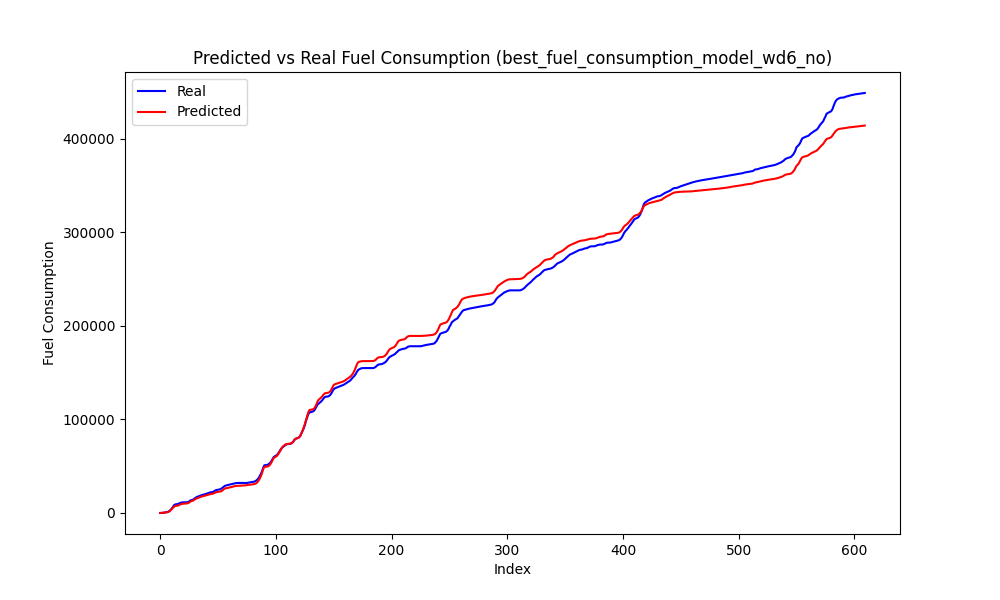 Predicted vs Real Fuel Consumption (best_fuel_consumption_model_wd6_no)
Real
Predicted
Fuel Consumption
400000
300000
200000
100000
0
0 100 200 300 400 500 600
Index